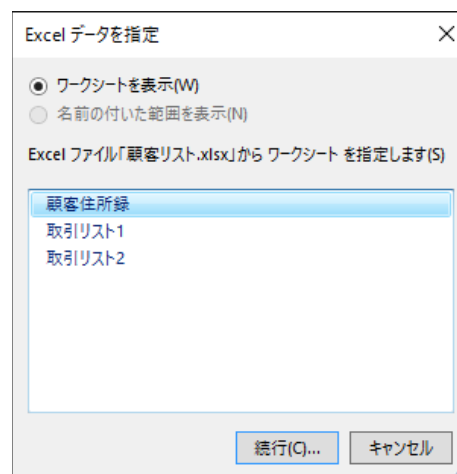 Excel データを指定
ワークシートを表示(W)
名前の付いた範囲を表示(N)
Excel ファイル「顧客リスト.xlsx」から ワークシート を指定します(S)
顧客住所録
取引リスト1
取引リスト2
続行(C)... キャンセル